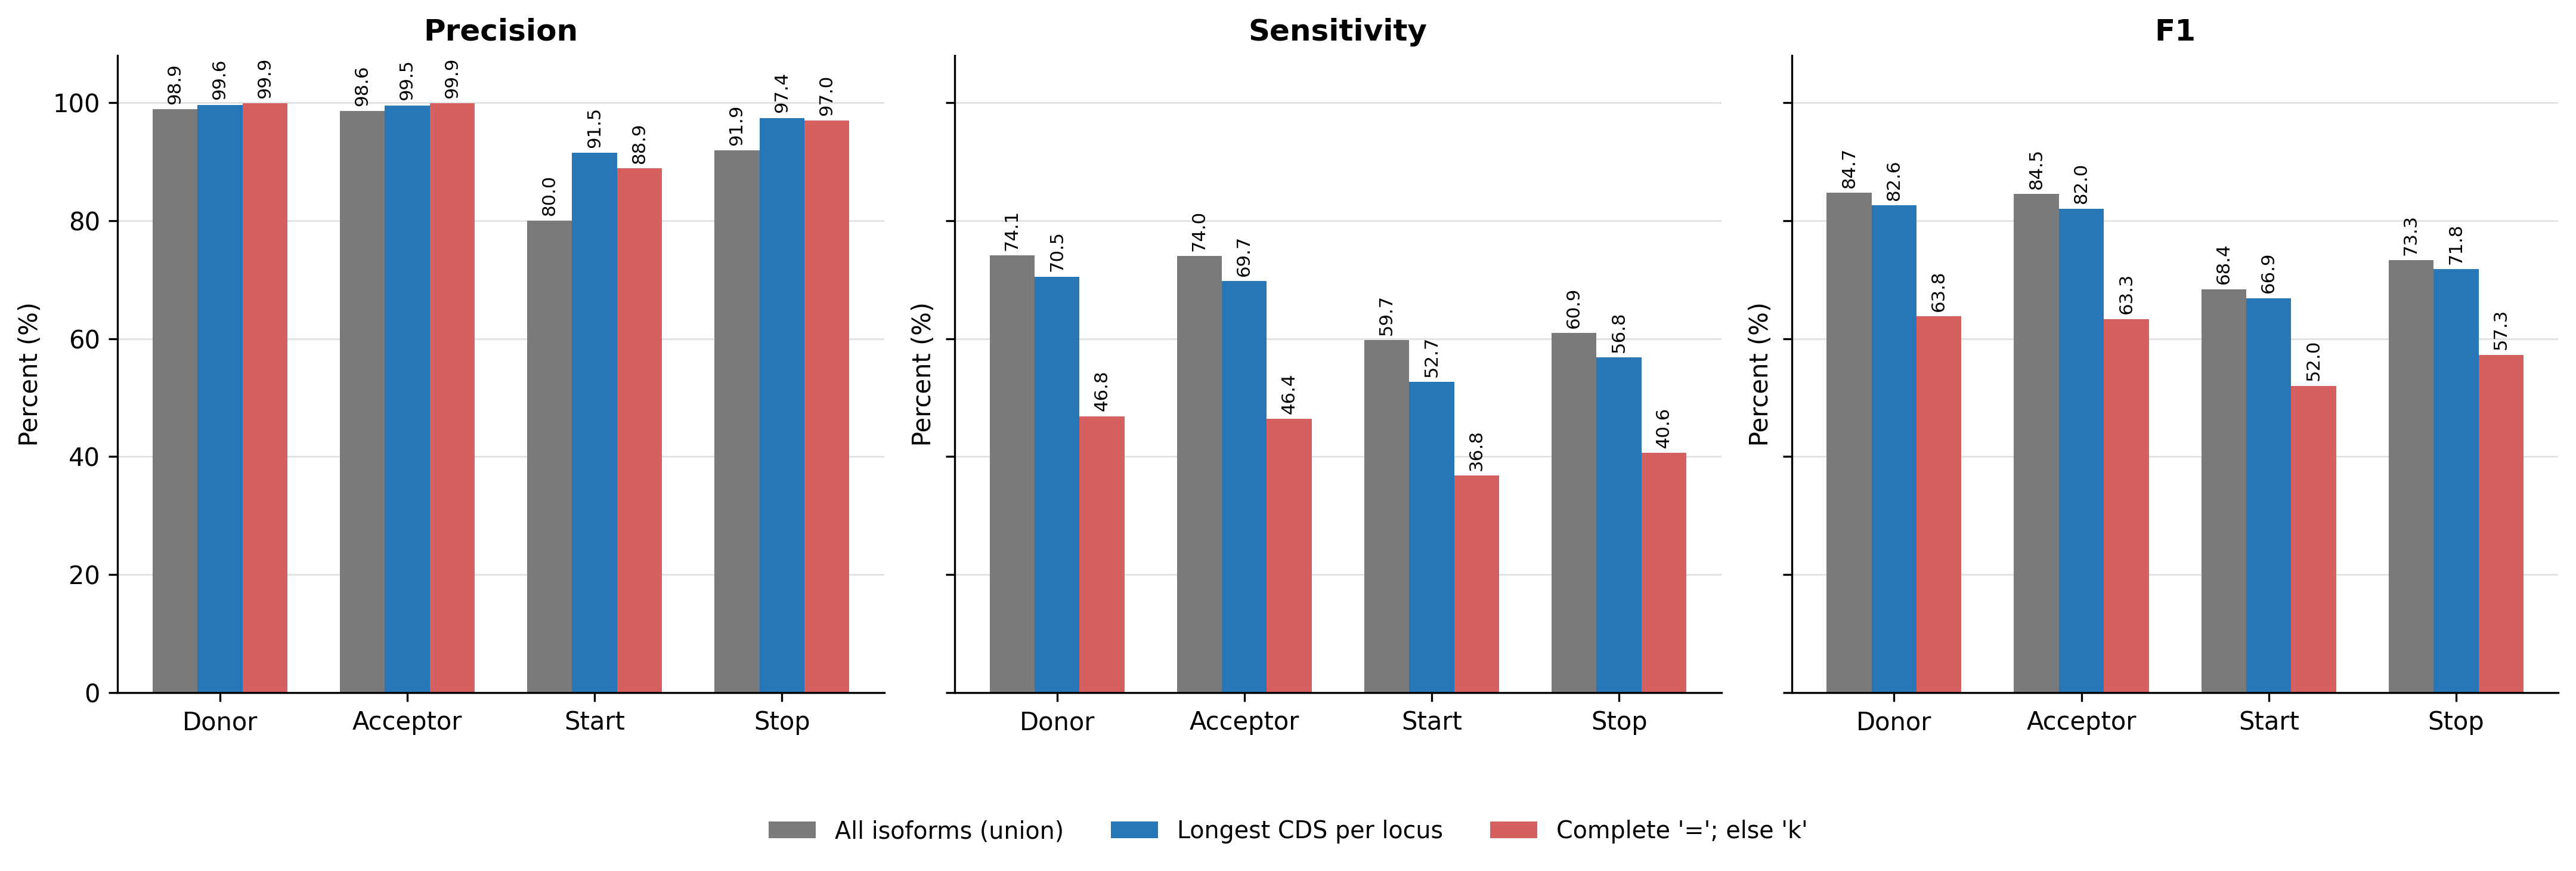 Precision
Sensitivity
F1
Percent (%)
100
80
60
40
20
0
98.9
99.6
99.9
98.6
99.5
99.9
80.0
91.5
88.9
91.9
97.4
97.0
Donor
Acceptor
Start
Stop
Percent (%)
74.1
70.5
46.8
74.0
69.7
46.4
59.7
52.7
36.8
60.9
56.8
40.6
Donor
Acceptor
Start
Stop
Percent (%)
84.7
82.6
63.8
84.5
82.0
63.3
68.4
66.9
52.0
73.3
71.8
57.3
Donor
Acceptor
Start
Stop
All isoforms (union)
Longest CDS per locus
Complete '='; else 'k'